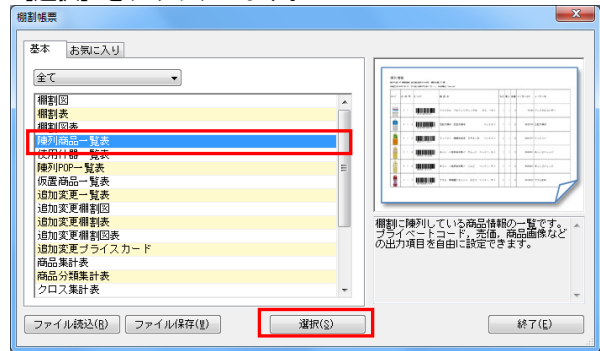 棚割帳票
基本
お気に入り
全て
棚割図
棚割表
棚割図表
陳列商品一覧表
使用什器一覧表
陳列POP一覧表
仮置商品一覧表
追加変更一覧表
追加変更棚割図
追加変更棚割表
追加変更棚割図表
追加変更プライスカード
商品集計表
商品分類集計表
クロス集計表
棚割に陳列している商品情報の一覧です。
プライベートコード，売価，商品画像など
の出力項目を自由に設定できます。
ファイル読込(R)
ファイル保存(W)
選択(S)
終了(E)